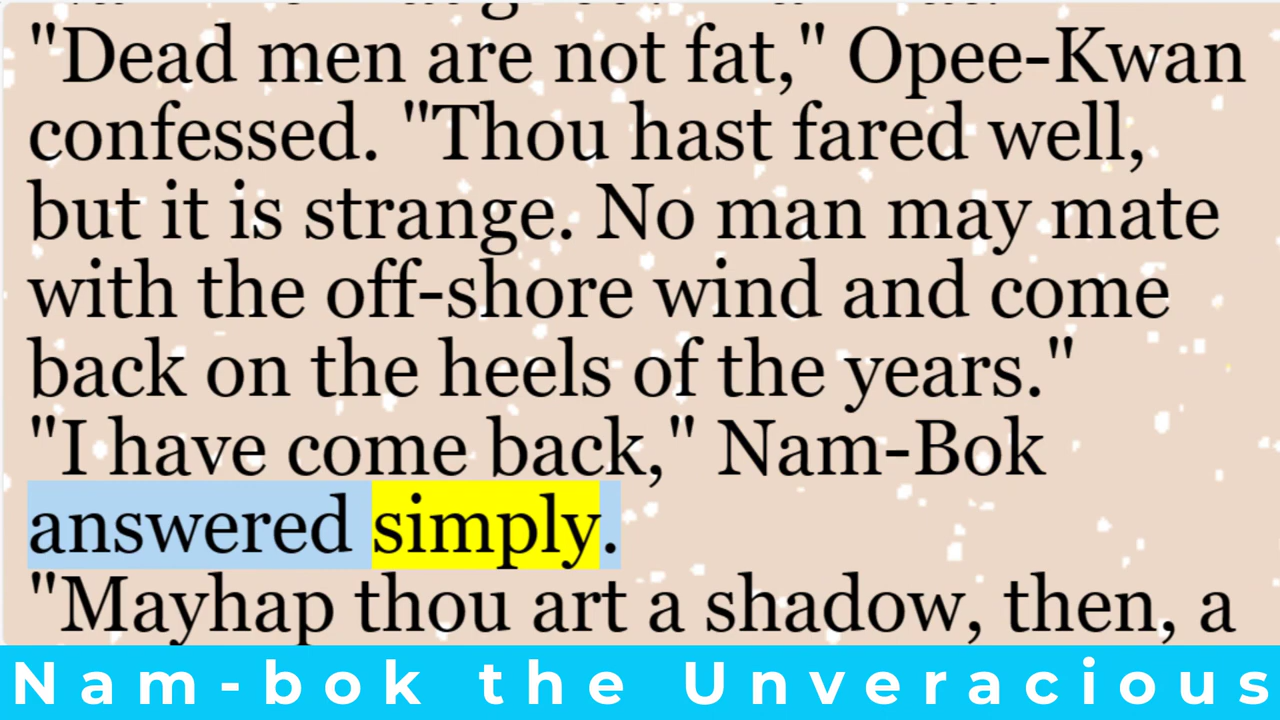 "Dead men are not fat," Opee-Kwan
confessed. "Thou hast fared well,
but it is strange. No man may mate
with the off-shore wind and come
back on the heels of the years."
"I have come back," Nam-Bok
answered simply.
"Mayhap thou art a shadow, then, a
Nam-bok the Unveracious